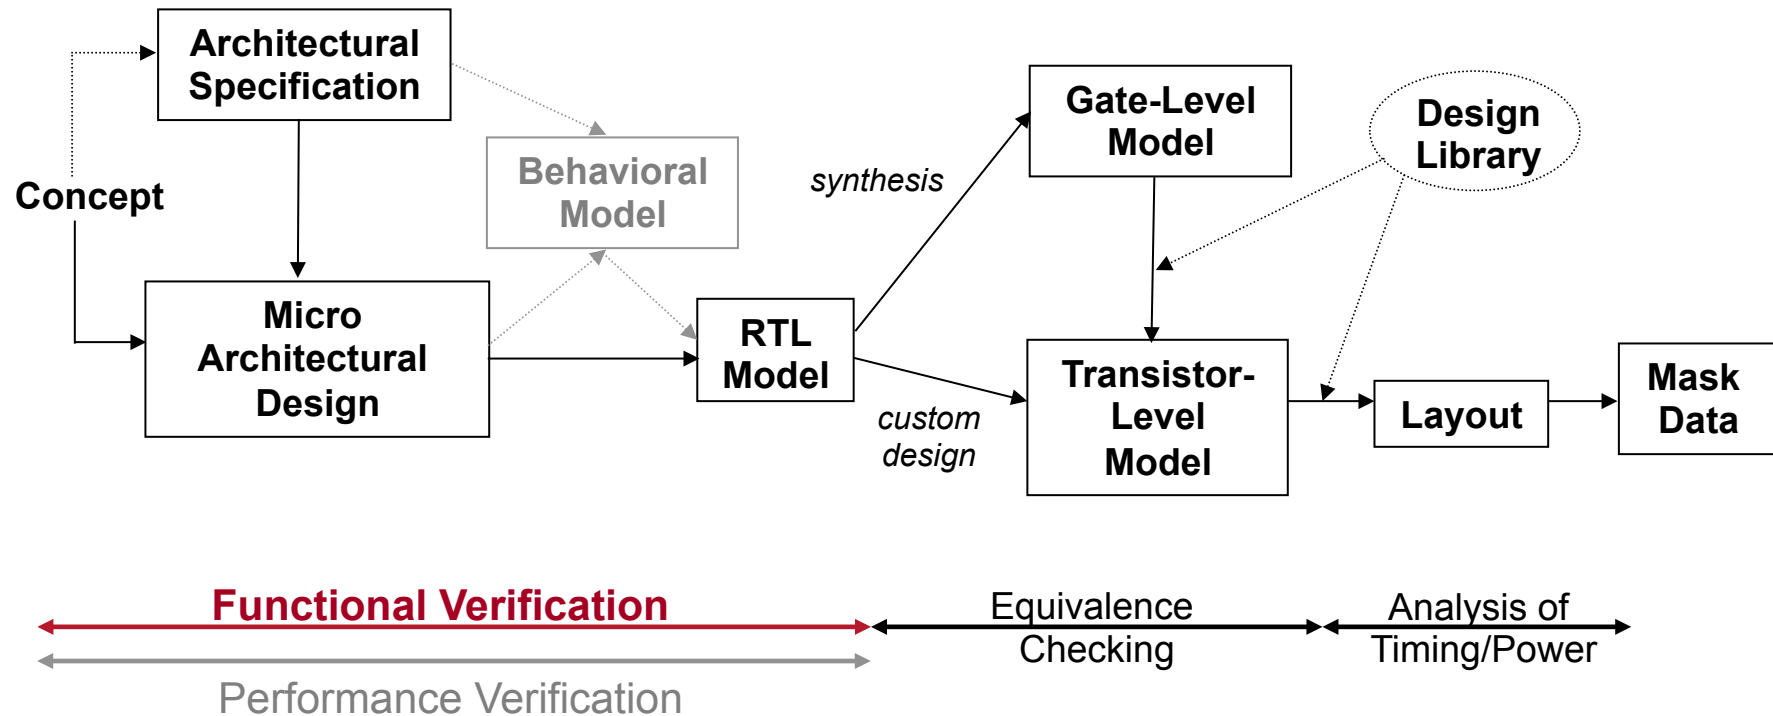 Architectural
Specification
Concept
Behavioral
Model
Micro
Architectural
Design
RTL
Model
synthesis
custom
design
Gate-Level
Model
Design
Library
Transistor-
Level
Model
Layout
Mask
Data
Functional Verification
Performance Verification
Equivalence
Checking
Analysis of
Timing/Power